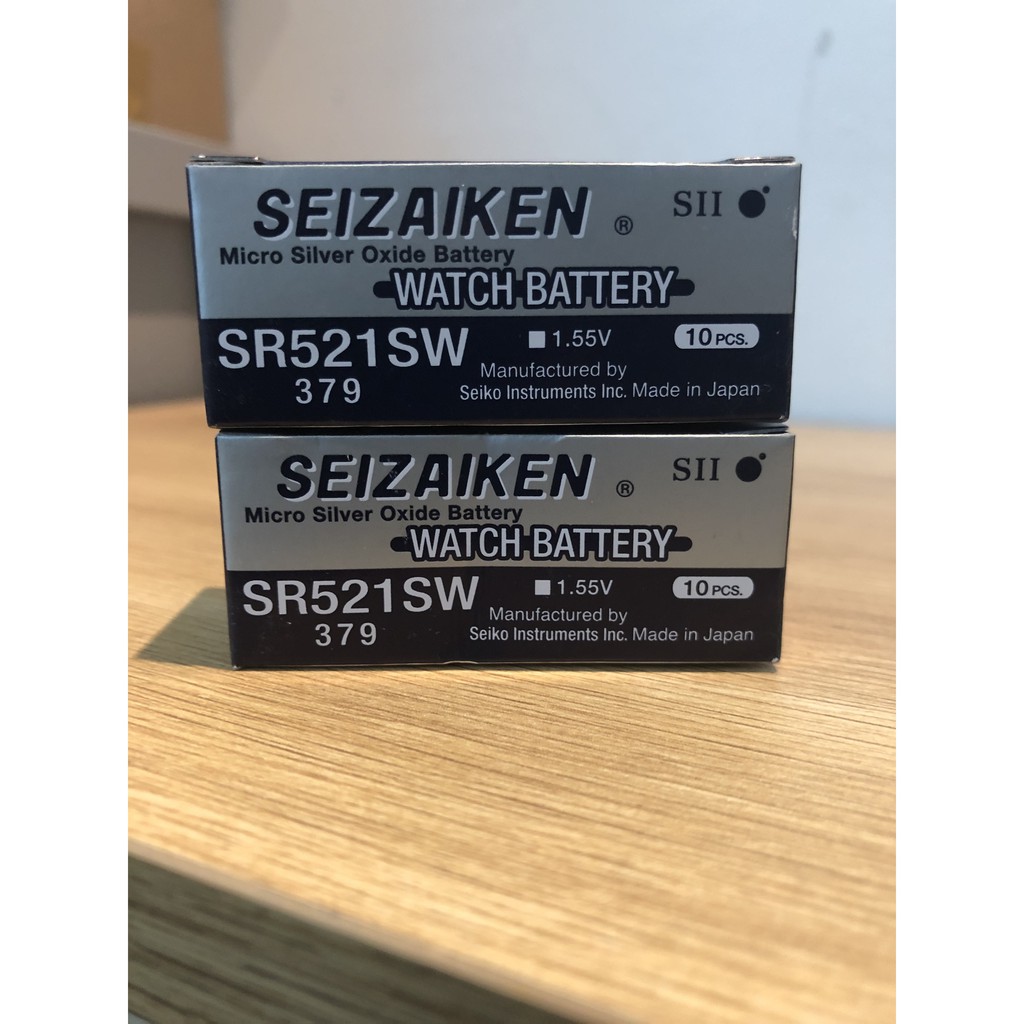 SEIZAIKEN ® SII
Micro Silver Oxide Battery
WATCH BATTERY
SR521SW 1.55V 10 PCS.
379 Manufactured by
Seiko Instruments Inc. Made in Japan
SEIZAIKEN ® SII
Micro Silver Oxide Battery
WATCH BATTERY
SR521SW 1.55V 10 PCS.
379 Manufactured by
Seiko Instruments Inc. Made in Japan